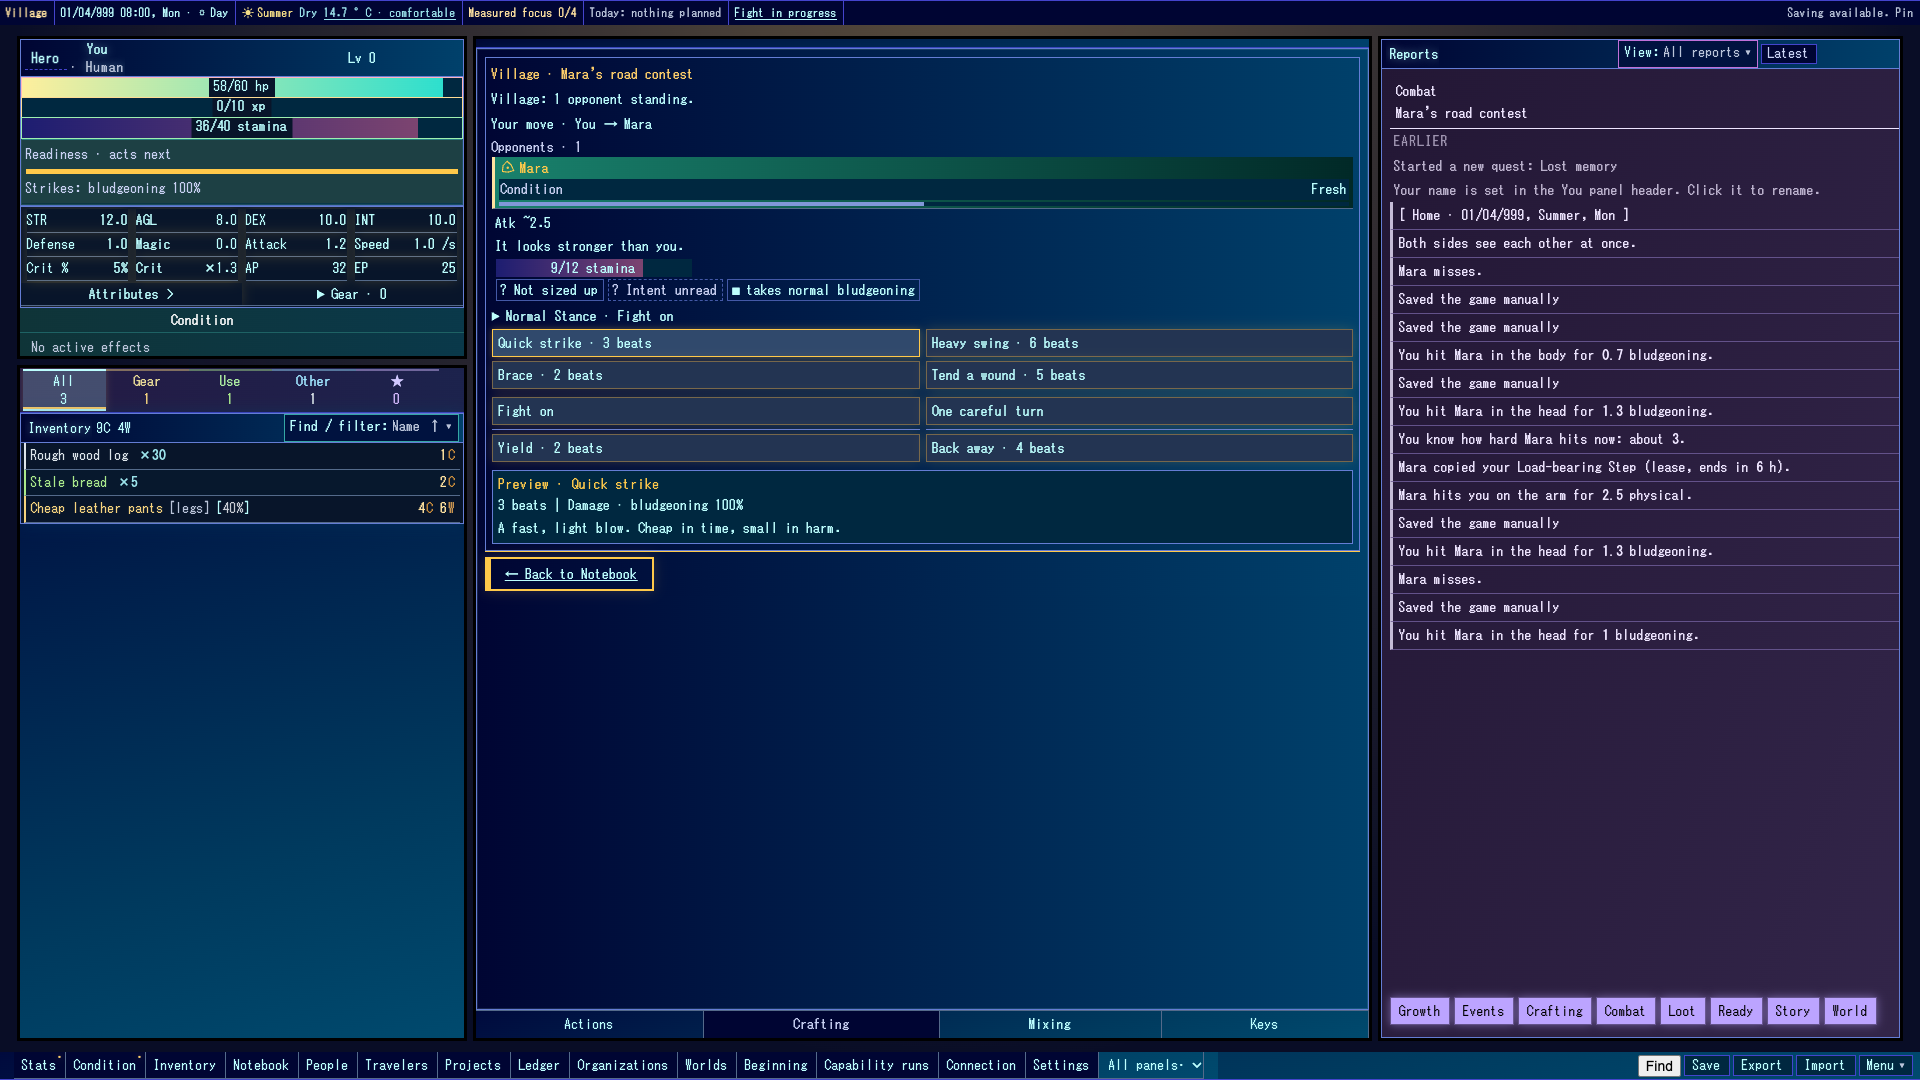 Village 01/04/999 08:00, Mon · ¤ Day ☀ Summer Dry 14.7 ° C · comfortable Measured focus 0/4 Today: nothing planned Fight in progress Saving available. Pin
Hero · You Lv 0
Human
58/60 hp
0/10 xp
36/40 stamina
Readiness · acts next
Strikes: bludgeoning 100%
STR 12.0 AGL 8.0 DEX 10.0 INT 10.0
Defense 1.0 Magic 0.0 Attack 1.2 Speed 1.0 /s
Crit % 5% Crit ×1.3 AP 32 EP 25
Attributes > ▶ Gear · 0
Condition
No active effects
All Gear Use Other ★
3 1 1 1 0
Inventory 9C 4W Find / filter: Name ↑ ▾
Rough wood log ×30 1C
Stale bread ×5 2C
Cheap leather pants [legs] [40%] 4C 6W
Village · Mara's road contest
Village: 1 opponent standing.
Your move · You → Mara
Opponents · 1
Mara
Condition Fresh
Atk ~2.5
It looks stronger than you.
9/12 stamina
? Not sized up ? Intent unread ■ takes normal bludgeoning
▶ Normal Stance · Fight on
Quick strike · 3 beats Heavy swing · 6 beats
Brace · 2 beats Tend a wound · 5 beats
Fight on One careful turn
Yield · 2 beats Back away · 4 beats
Preview · Quick strike
3 beats | Damage · bludgeoning 100%
A fast, light blow. Cheap in time, small in harm.
← Back to Notebook
Actions Crafting Mixing Keys
Reports View: All reports ▾ Latest
Combat
Mara's road contest
EARLIER
Started a new quest: Lost memory
Your name is set in the You panel header. Click it to rename.
[ Home · 01/04/999, Summer, Mon ]
Both sides see each other at once.
Mara misses.
Saved the game manually
Saved the game manually
You hit Mara in the body for 0.7 bludgeoning.
Saved the game manually
You hit Mara in the head for 1.3 bludgeoning.
You know how hard Mara hits now: about 3.
Mara copied your Load-bearing Step (lease, ends in 6 h).
Mara hits you on the arm for 2.5 physical.
Saved the game manually
You hit Mara in the head for 1.3 bludgeoning.
Mara misses.
Saved the game manually
You hit Mara in the head for 1 bludgeoning.
Growth Events Crafting Combat Loot Ready Story World
Stats Condition Inventory Notebook People Travelers Projects Ledger Organizations Worlds Beginning Capability runs Connection Settings All panels· Find Save Export Import Menu ▾